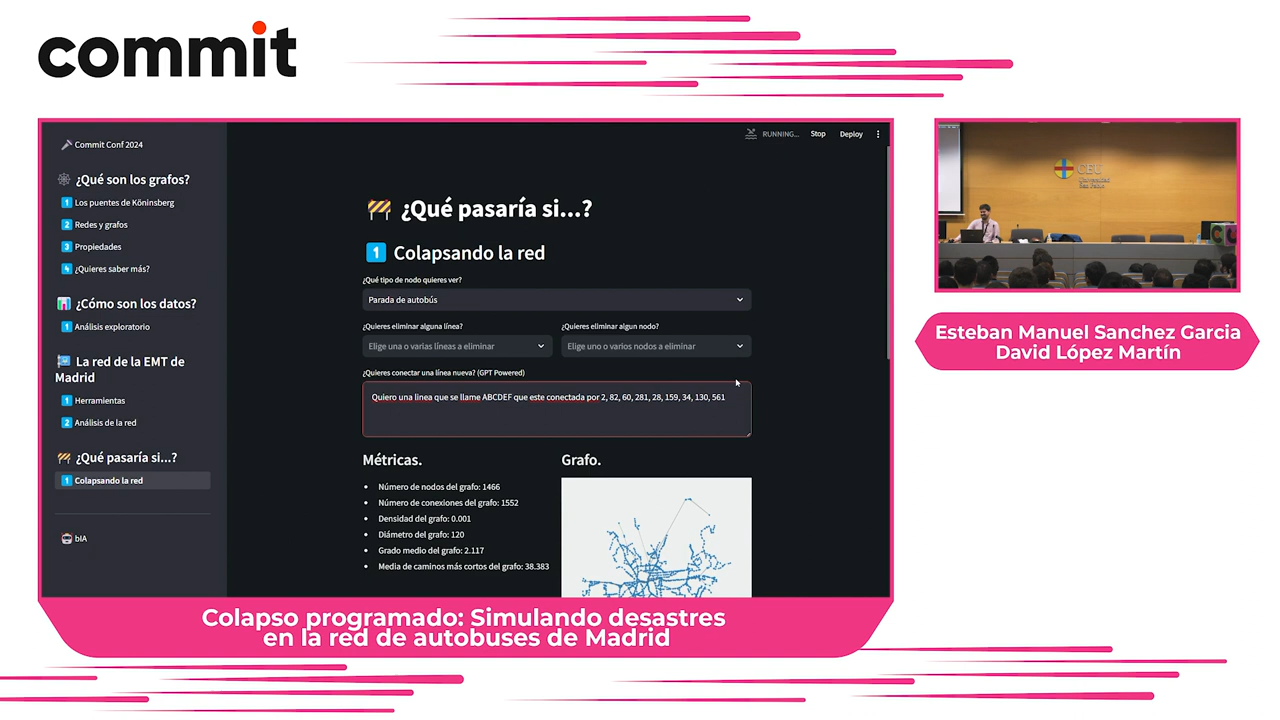 commit
Commit Conf 2024
¿Qué son los grafos?
1 Los puentes de Köninsberg
2 Redes y grafos
3 Propiedades
4 ¿Quieres saber más?
¿Cómo son los datos?
1 Análisis exploratorio
La red de la EMT de
Madrid
1 Herramientas
2 Análisis de la red
¿Qué pasaría si...?
1 Colapsando la red
bIA
RUNNING...
Stop
Deploy
¿Qué pasaría si...?
1 Colapsando la red
¿Qué tipo de nodo quieres ver?
Parada de autobús
¿Quieres eliminar alguna línea?
Elige una o varias líneas a eliminar
¿Quieres eliminar algun nodo?
Elige uno o varios nodos a eliminar
¿Quieres conectar una línea nueva? (GPT Powered)
Quiero una linea que se llame ABCDEF que este conectada por 2, 82, 60, 281, 28, 159, 34, 130, 561
Métricas.
Número de nodos del grafo: 1466
Número de conexiones del grafo: 1552
Densidad del grafo: 0.001
Diámetro del grafo: 120
Grado medio del grafo: 2.117
Media de caminos más cortos del grafo: 38.383
Grafo.
CEU
Universidad
San Pablo
Esteban Manuel Sanchez Garcia
David López Martín
Colapso programado: Simulando desastres
en la red de autobuses de Madrid